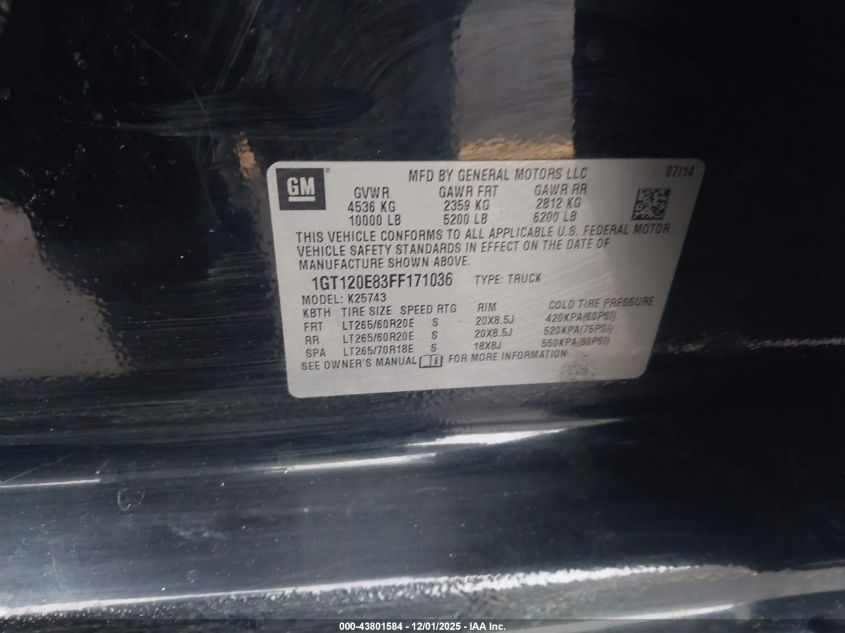 GM ®
MFD BY GENERAL MOTORS LLC 07/14
GVWR GAWR FRT GAWR RR
4536 KG 2359 KG 2812 KG
10000 LB 5200 LB 6200 LB
THIS VEHICLE CONFORMS TO ALL APPLICABLE U.S. FEDERAL MOTOR
VEHICLE SAFETY STANDARDS IN EFFECT ON THE DATE OF
MANUFACTURE SHOWN ABOVE.
1GT120E83FF171036 TYPE: TRUCK
MODEL: K25743
KBTH TIRE SIZE SPEED RTG RIM COLD TIRE PRESSURE
FRT LT265/60R20E S 20X8.5J 420KPA(60PSI)
RR LT265/60R20E S 20X8.5J 520KPA(75PSI)
SPA LT265/70R18E S 18X8J 550KPA(80PSI)
SEE OWNER'S MANUAL FOR MORE INFORMATION
000-43801584 - 12/01/2025 - IAA Inc.